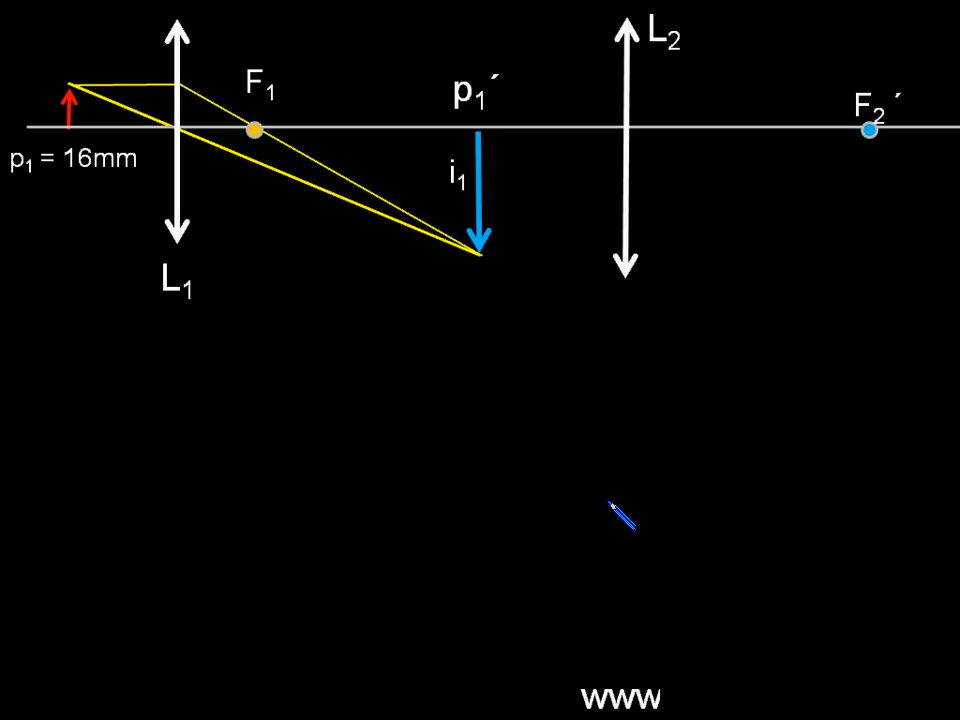 L₂
F₁
p₁´
F₂ ´
p₁ = 16mm
i₁
L₁
www